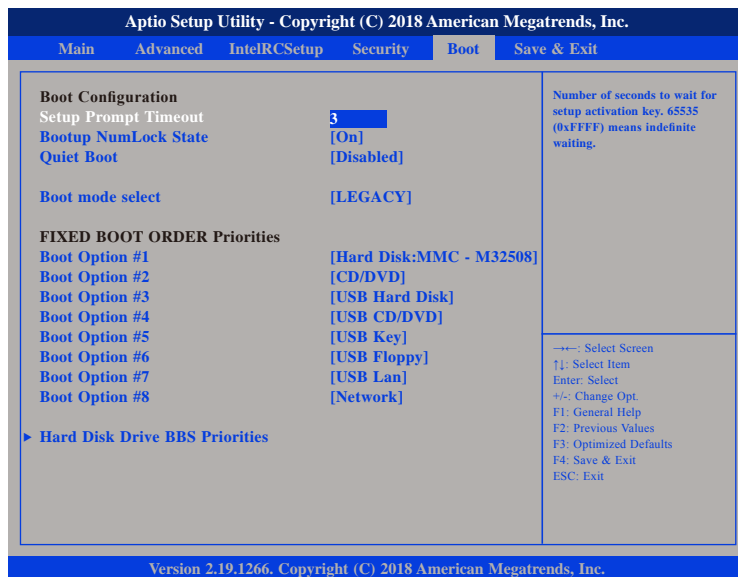 Aptio Setup Utility - Copyright (C) 2018 American Megatrends, Inc.
Main Advanced IntelRCSetup Security Boot Save & Exit
Boot Configuration
Setup Prompt Timeout 3
Bootup NumLock State [On]
Quiet Boot [Disabled]
Boot mode select [LEGACY]
FIXED BOOT ORDER Priorities
Boot Option #1 [Hard Disk:MMC - M32508]
Boot Option #2 [CD/DVD]
Boot Option #3 [USB Hard Disk]
Boot Option #4 [USB CD/DVD]
Boot Option #5 [USB Key]
Boot Option #6 [USB Floppy]
Boot Option #7 [USB Lan]
Boot Option #8 [Network]
Hard Disk Drive BBS Priorities
Number of seconds to wait for
setup activation key. 65535
(0xFFFF) means indefinite
waiting.
→←: Select Screen
↑↓: Select Item
Enter: Select
+/-: Change Opt.
F1: General Help
F2: Previous Values
F3: Optimized Defaults
F4: Save & Exit
ESC: Exit
Version 2.19.1266. Copyright (C) 2018 American Megatrends, Inc.